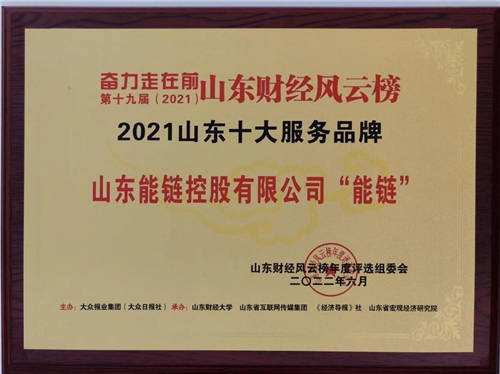 奋力走在前
第十九届（2021）山东财经风云榜
2021山东十大服务品牌
山东能链控股有限公司“能链”
山东财经风云榜年度评选组委会
二〇二二年六月
主办：大众报业集团（大众日报社） 承办：山东财经大学 山东省互联网传媒集团 《经济导报》社 山东省宏观经济研究院